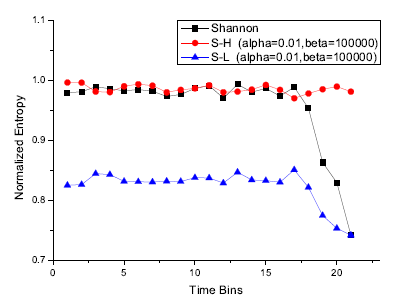 Shannon
S-H (alpha=0.01,beta=100000)
S-L (alpha=0.01,beta=100000)
1.1
1.0
0.9
0.8
0.7
Normalized Entropy
0 5 10 15 20
Time Bins